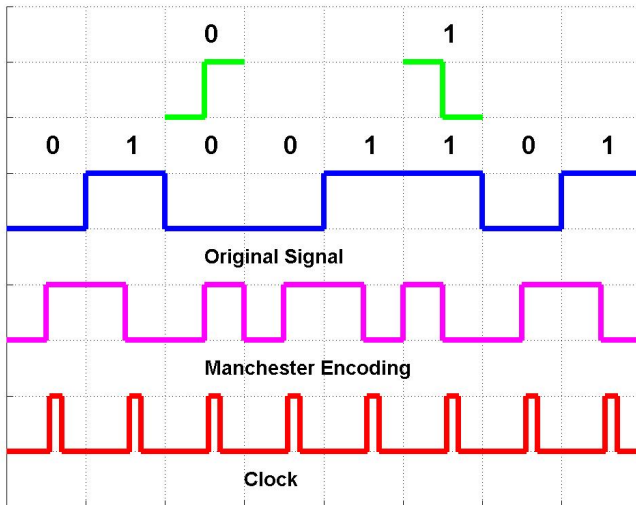 0 1
0 1 0 0 1 1 0 1
Original Signal
Manchester Encoding
Clock